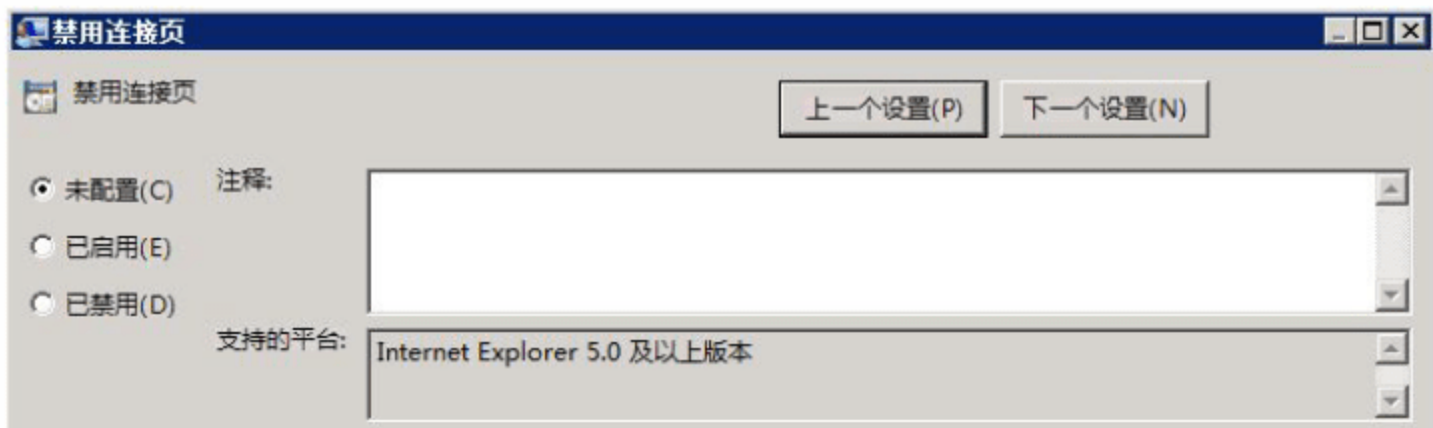 禁用连接页
禁用连接页
上一个设置(P) 下一个设置(N)
未配置(C) 注释:
已启用(E)
已禁用(D)
支持的平台: Internet Explorer 5.0 及以上版本